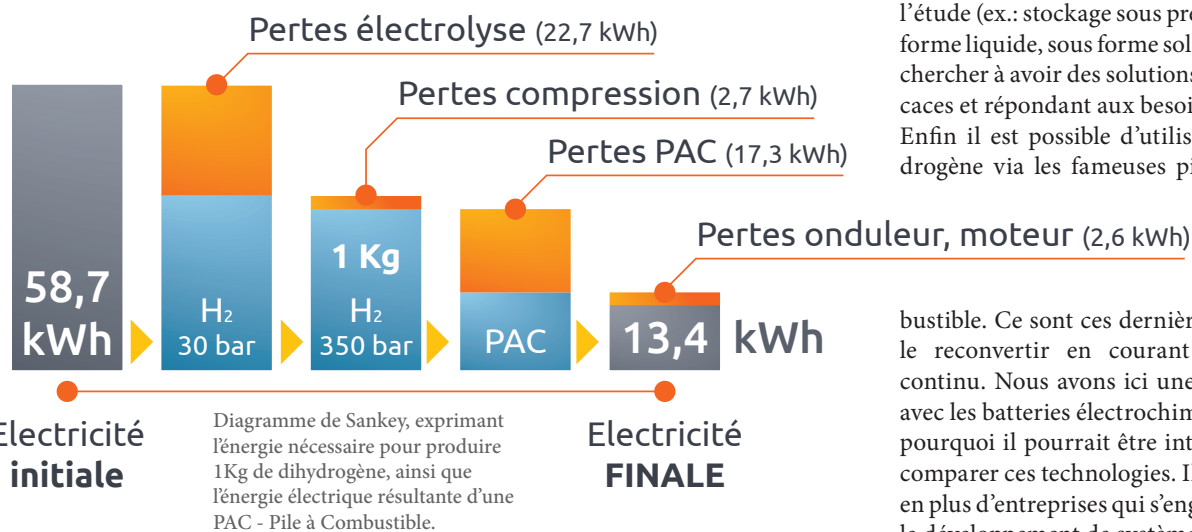 Pertes électrolyse (22,7 kWh)
Pertes compression (2,7 kWh)
Pertes PAC (17,3 kWh)
Pertes onduleur, moteur (2,6 kWh)
58,7
kWh
H2
30 bar
1 Kg
H2
350 bar
PAC
13,4 kWh
Electricité
initiale
Diagramme de Sankey, exprimant
l'énergie nécessaire pour produire
1Kg de dihydrogène, ainsi que
l'énergie électrique résultante d'une
PAC - Pile à Combustible.
Electricité
FINALE
l'étude (ex.: stockage sous pre
forme liquide, sous forme sol
chercher à avoir des solutions
caces et répondant aux besoi
Enfin il est possible d'utilis
drogène via les fameuses pi
bustible. Ce sont ces dernièr
le reconvertir en courant
continu. Nous avons ici une
avec les batteries électrochim
pourquoi il pourrait être int
comparer ces technologies. Il
en plus d'entreprises qui s'eng
le développement de système